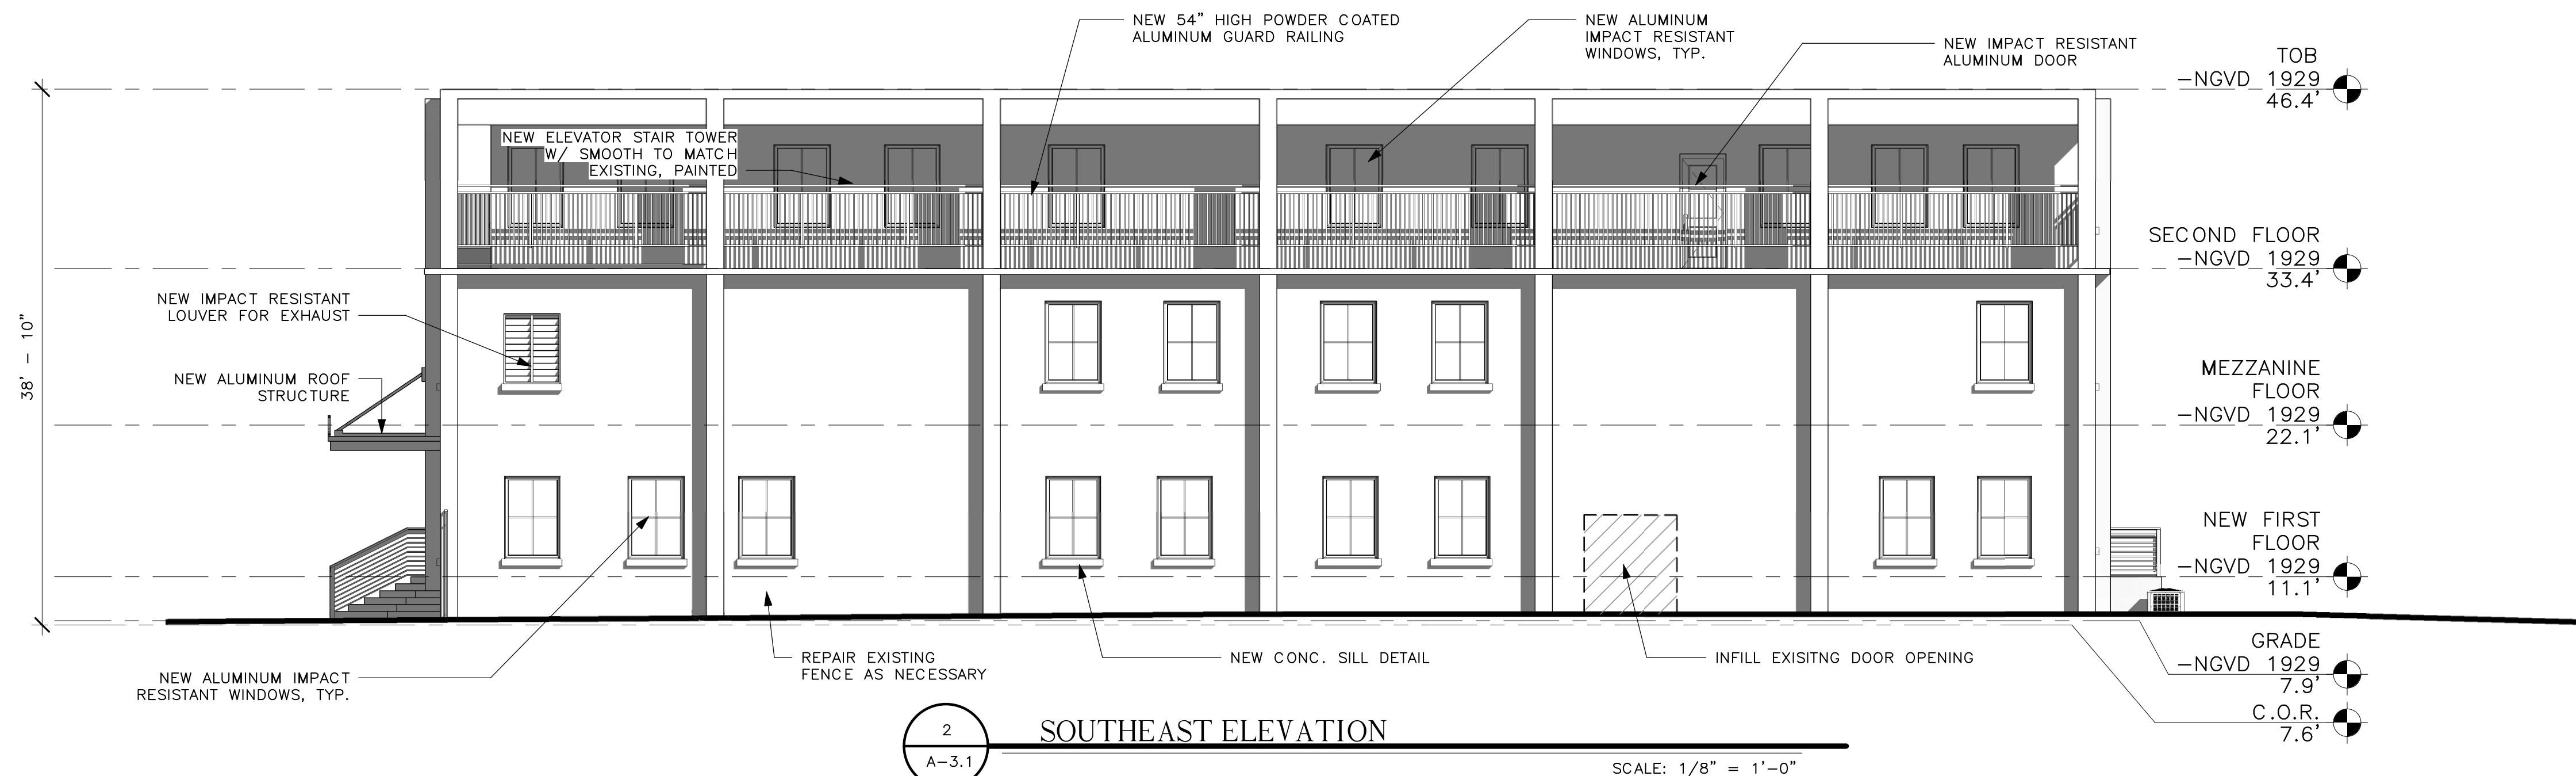 NEW 54" HIGH POWDER COATED
ALUMINUM GUARD RAILING
NEW ALUMINUM
IMPACT RESISTANT
WINDOWS, TYP.
NEW IMPACT RESISTANT
ALUMINUM DOOR
TOB
-NGVD 1929
46.4'
NEW ELEVATOR STAIR TOWER
W/ SMOOTH TO MATCH
EXISTING, PAINTED
SECOND FLOOR
-NGVD 1929
33.4'
NEW IMPACT RESISTANT
LOUVER FOR EXHAUST
38' - 10"
NEW ALUMINUM ROOF
STRUCTURE
MEZZANINE
FLOOR
-NGVD 1929
22.1'
NEW FIRST
FLOOR
-NGVD 1929
11.1'
NEW ALUMINUM IMPACT
RESISTANT WINDOWS, TYP.
REPAIR EXISTING
FENCE AS NECESSARY
NEW CONC. SILL DETAIL
INFILL EXISITNG DOOR OPENING
GRADE
-NGVD 1929
7.9'
C.O.R.
7.6'
2
A-3.1
SOUTHEAST ELEVATION
SCALE: 1/8" = 1'-0"